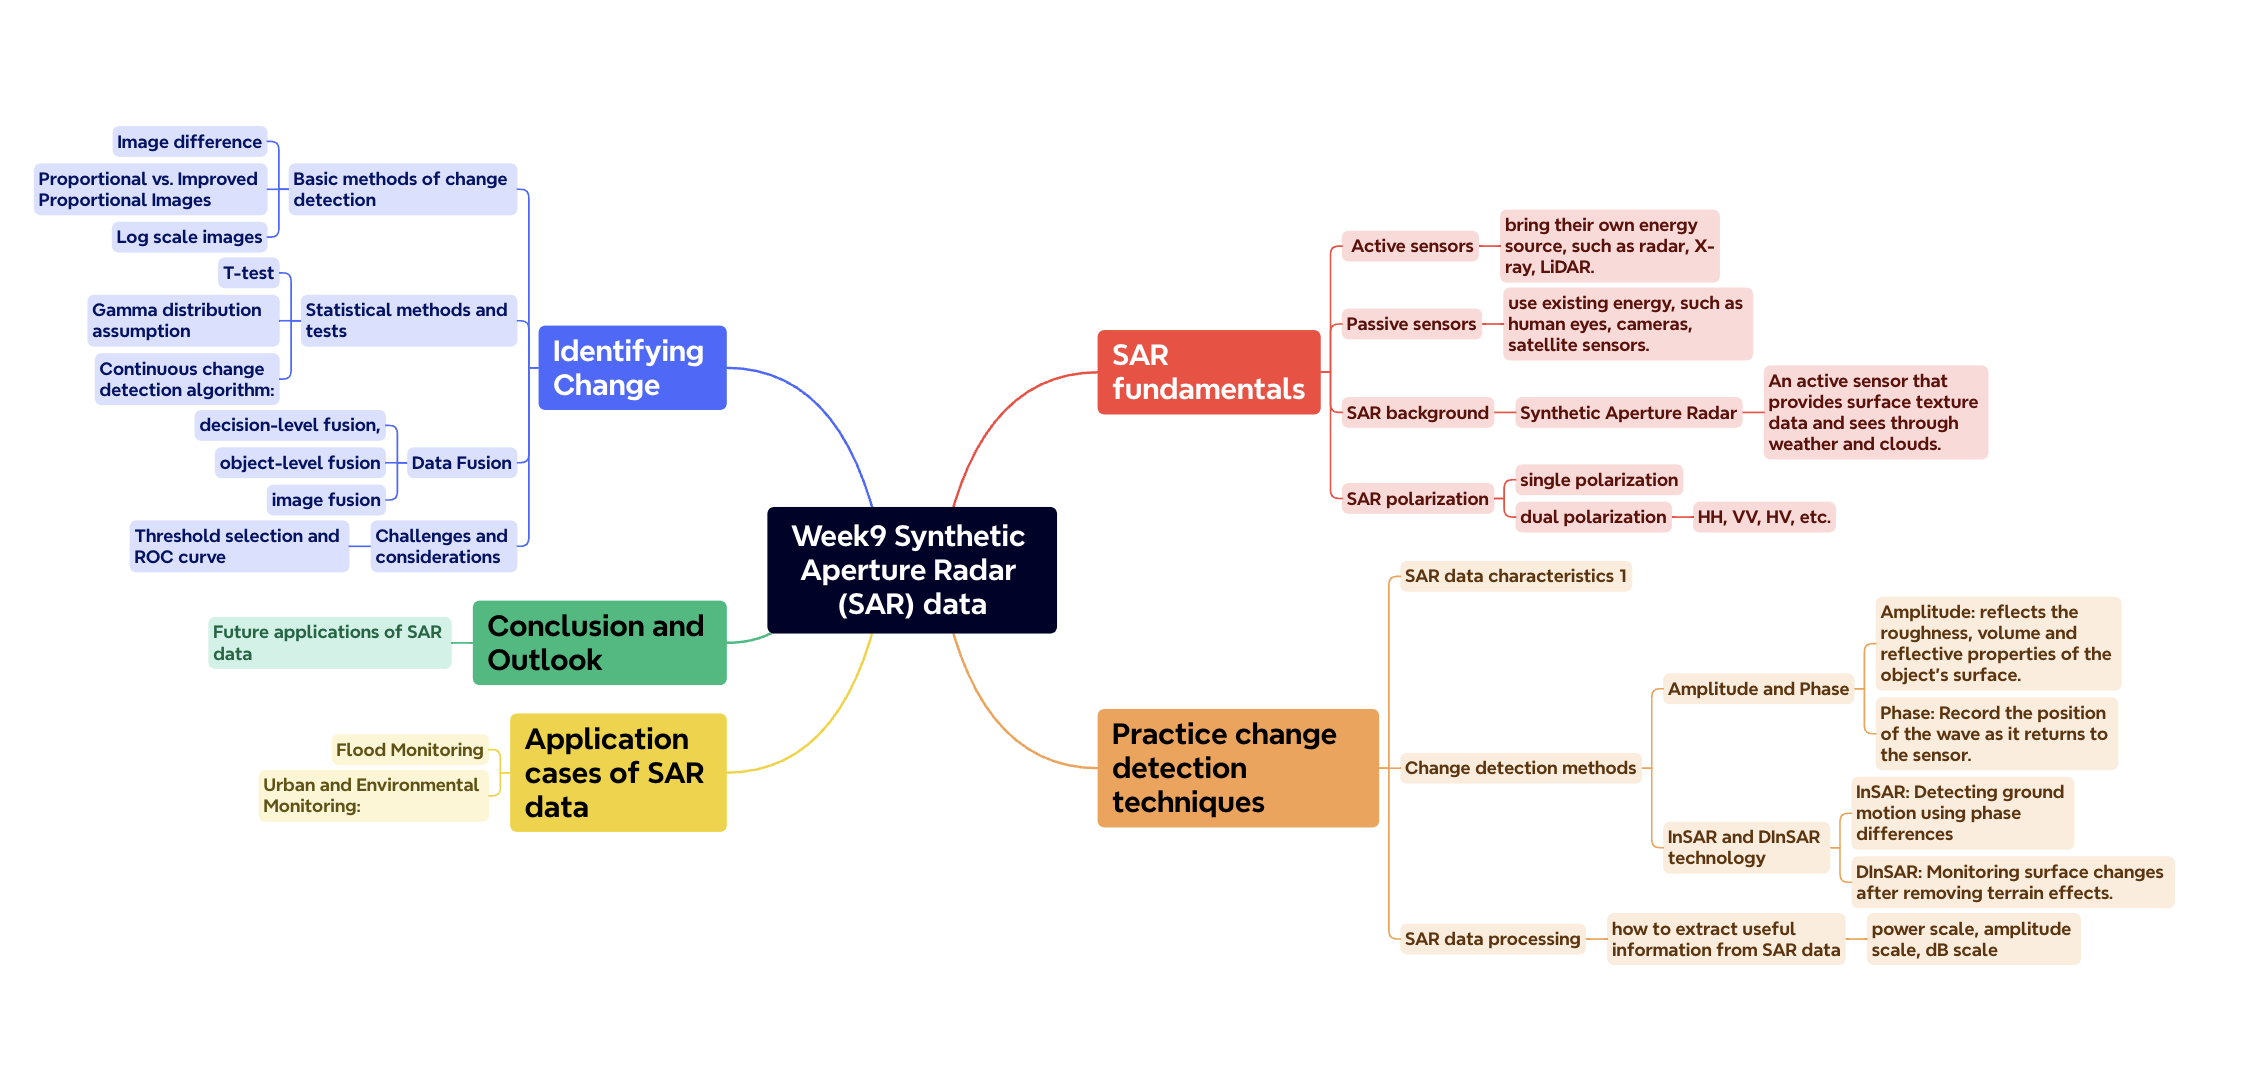 Week9 Synthetic
Aperture Radar
(SAR) data
SAR
fundamentals
Active sensors
bring their own energy
source, such as radar, X-
ray, LiDAR.
Passive sensors
use existing energy, such as
human eyes, cameras,
satellite sensors.
SAR background
Synthetic Aperture Radar
An active sensor that
provides surface texture
data and sees through
weather and clouds.
SAR polarization
single polarization
dual polarization
HH, VV, HV, etc.
Practice change
detection
techniques
SAR data characteristics 1
Change detection methods
Amplitude and Phase
Amplitude: reflects the
roughness, volume and
reflective properties of the
object's surface.
Phase: Record the position
of the wave as it returns to
the sensor.
InSAR and DInSAR
technology
InSAR: Detecting ground
motion using phase
differences
DInSAR: Monitoring surface changes
after removing terrain effects.
SAR data processing
how to extract useful
information from SAR data
power scale, amplitude
scale, dB scale
Identifying
Change
Basic methods of change
detection
Image difference
Proportional vs. Improved
Proportional Images
Log scale images
Statistical methods and
tests
T-test
Gamma distribution
assumption
Continuous change
detection algorithm:
Data Fusion
decision-level fusion,
object-level fusion
image fusion
Challenges and
considerations
Threshold selection and
ROC curve
Conclusion and
Outlook
Future applications of SAR
data
Application
cases of SAR
data
Flood Monitoring
Urban and Environmental
Monitoring: